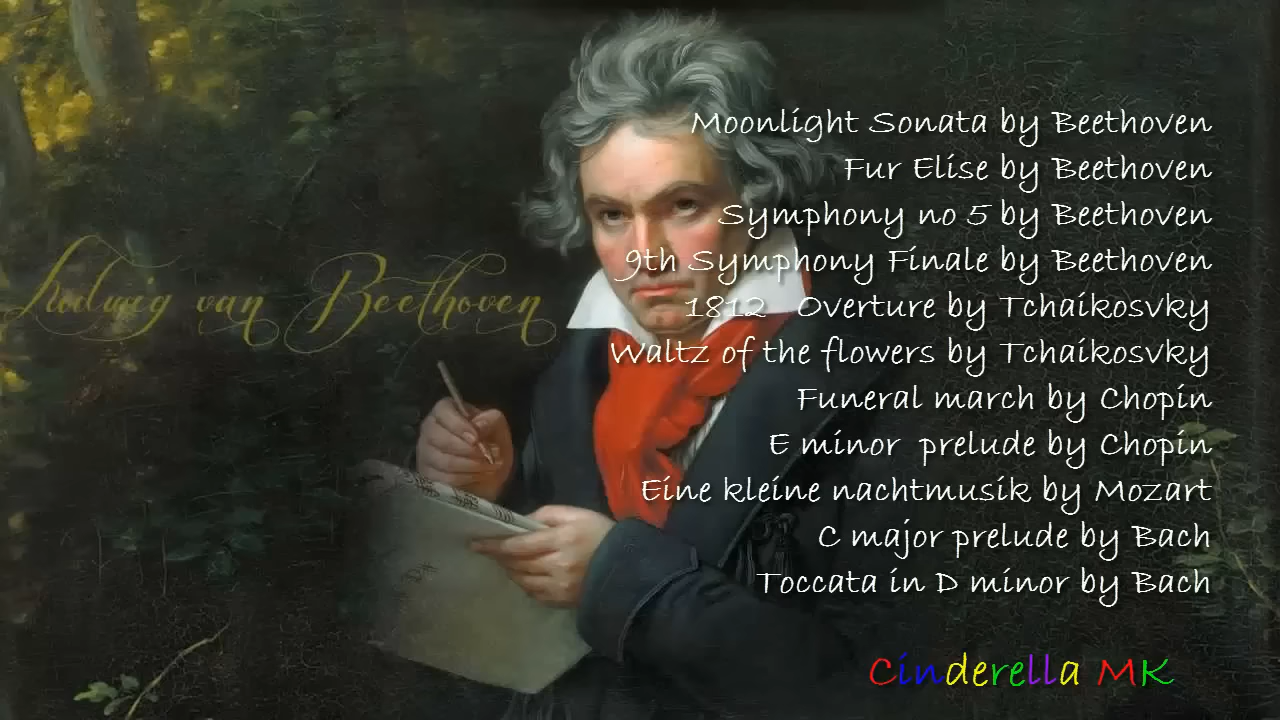 Moonlight Sonata by Beethoven
Fur Elise by Beethoven
Symphony no 5 by Beethoven
9th Symphony Finale by Beethoven
Ludwig van Beethoven
1812 Overture by Tchaikosvky
Waltz of the flowers by Tchaikosvky
Funeral march by Chopin
E minor prelude by Chopin
Eine kleine nachtmusik by Mozart
C major prelude by Bach
Toccata in D minor by Bach
Cinderella MK